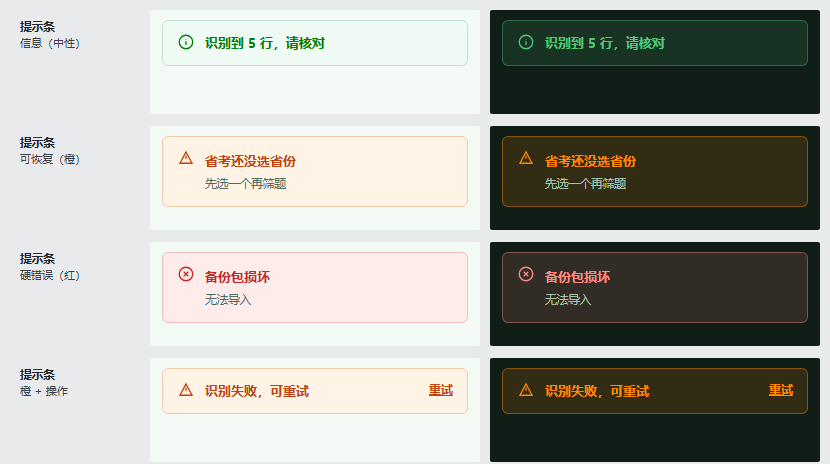 提示条
信息（中性）
识别到 5 行，请核对
识别到 5 行，请核对
提示条
可恢复（橙）
省考还没选省份
先选一个再筛题
省考还没选省份
先选一个再筛题
提示条
硬错误（红）
备份包损坏
无法导入
备份包损坏
无法导入
提示条
橙 + 操作
识别失败，可重试 重试
识别失败，可重试 重试